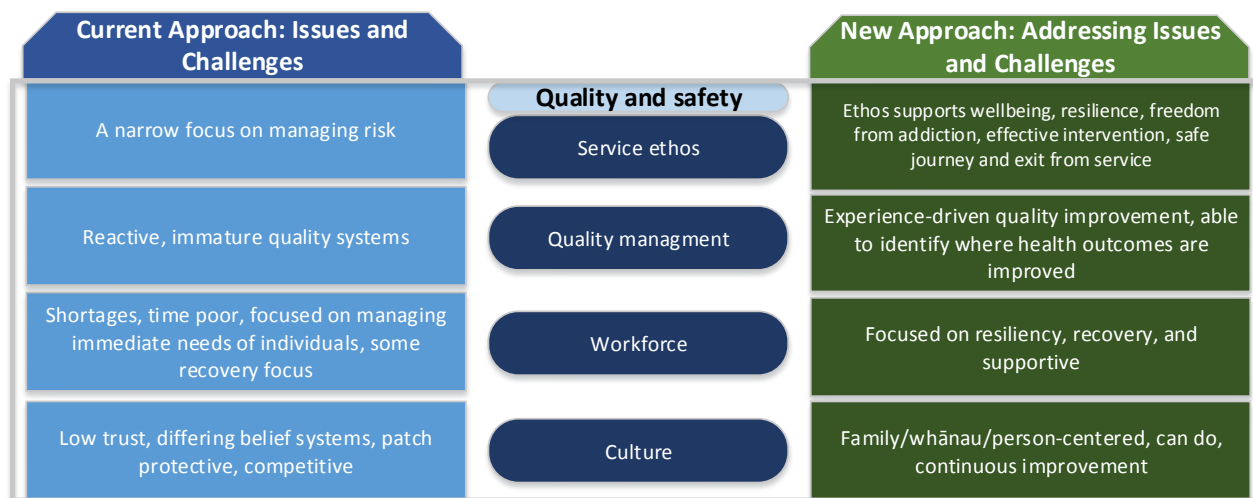 Current Approach: Issues and
Challenges
New Approach: Addressing Issues
and Challenges
Quality and safety
A narrow focus on managing risk
Service ethos
Ethos supports wellbeing, resilience, freedom
from addiction, effective intervention, safe
journey and exit from service
Reactive, immature quality systems
Quality managment
Experience-driven quality improvement, able
to identify where health outcomes are
improved
Shortages, time poor, focused on managing
immediate needs of individuals, some
recovery focus
Workforce
Focused on resiliency, recovery, and
supportive
Low trust, differing belief systems, patch
protective, competitive
Culture
Family/whānau/person-centered, can do,
continuous improvement